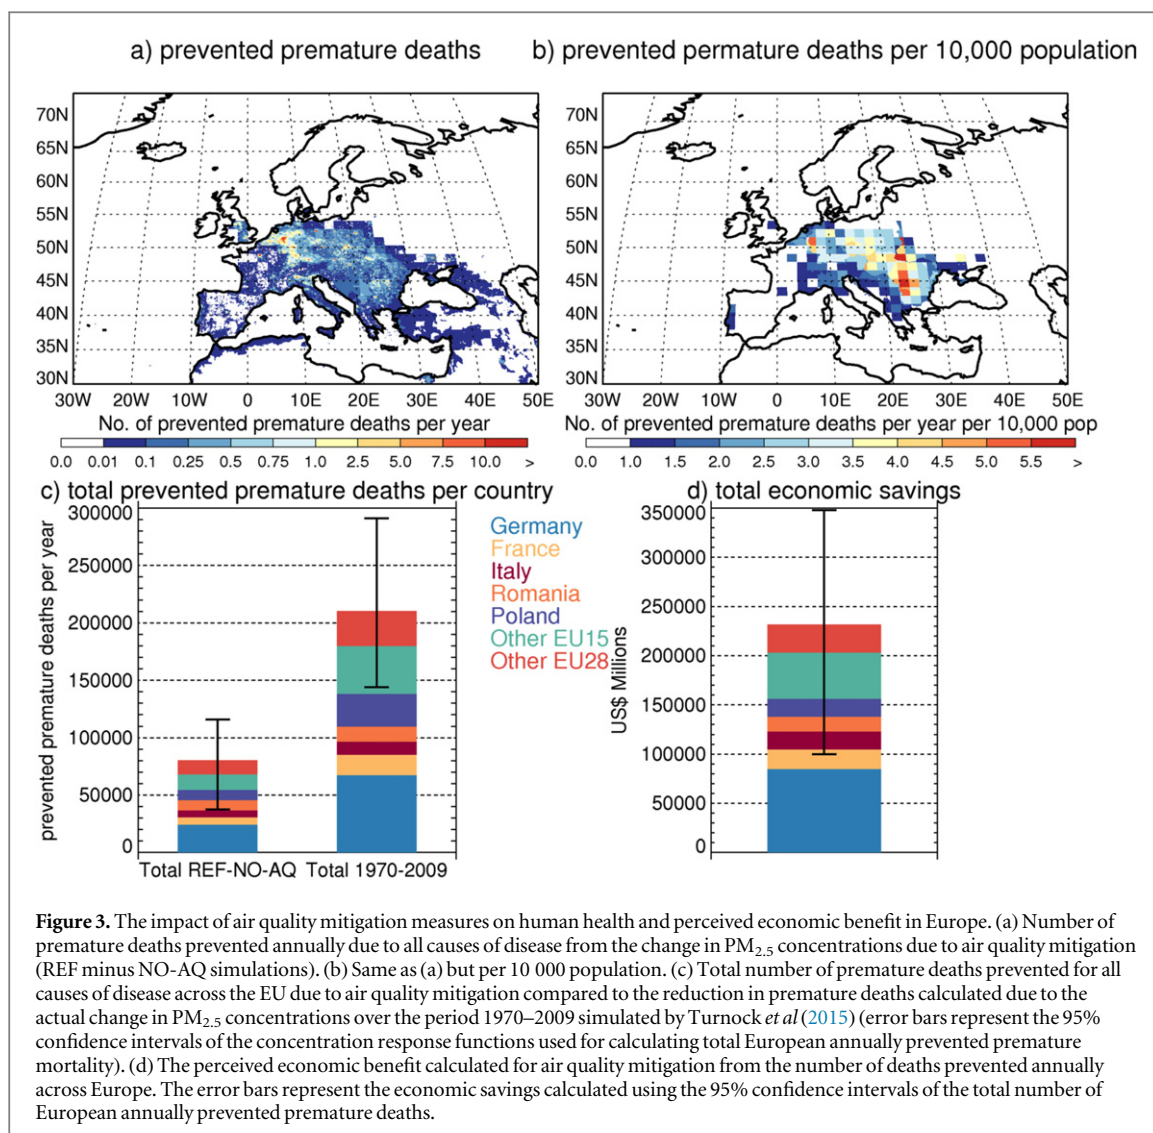 a) prevented premature deaths
b) prevented permature deaths per 10,000 population
70N
65N
60N
55N
50N
45N
40N
35N
30N
30W 20W 10W 0 10E 20E 30E 40E 50E
70N
65N
60N
55N
50N
45N
40N
35N
30N
30W 20W 10W 0 10E 20E 30E 40E 50E
No. of prevented premature deaths per year
0.0 0.01 0.1 0.25 0.5 0.75 1.0 2.5 5.0 7.5 10.0 >
No. of prevented premature deaths per year per 10,000 pop
0.0 1.0 1.5 2.0 2.5 3.0 3.5 4.0 4.5 5.0 5.5 >
c) total prevented premature deaths per country
prevented premature deaths per year
300000
250000
200000
150000
100000
50000
0
Total REF-NO-AQ Total 1970-2009
Germany
France
Italy
Romania
Poland
Other EU15
Other EU28
d) total economic savings
US$ Millions
350000
300000
250000
200000
150000
100000
50000
0
Figure 3. The impact of air quality mitigation measures on human health and perceived economic benefit in Europe. (a) Number of
premature deaths prevented annually due to all causes of disease from the change in PM2.5 concentrations due to air quality mitigation
(REF minus NO-AQ simulations). (b) Same as (a) but per 10 000 population. (c) Total number of premature deaths prevented for all
causes of disease across the EU due to air quality mitigation compared to the reduction in premature deaths calculated due to the
actual change in PM2.5 concentrations over the period 1970–2009 simulated by Turnock et al (2015) (error bars represent the 95%
confidence intervals of the concentration response functions used for calculating total European annually prevented premature
mortality). (d) The perceived economic benefit calculated for air quality mitigation from the number of deaths prevented annually
across Europe. The error bars represent the economic savings calculated using the 95% confidence intervals of the total number of
European annually prevented premature deaths.